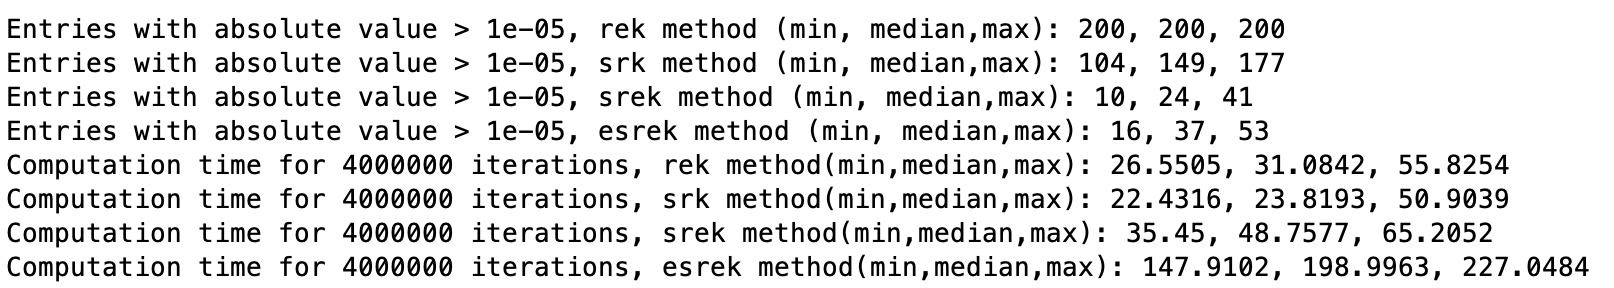 Entries with absolute value > 1e-05, rek method (min, median,max): 200, 200, 200
Entries with absolute value > 1e-05, srk method (min, median,max): 104, 149, 177
Entries with absolute value > 1e-05, srek method (min, median,max): 10, 24, 41
Entries with absolute value > 1e-05, esrek method (min, median,max): 16, 37, 53
Computation time for 4000000 iterations, rek method(min,median,max): 26.5505, 31.0842, 55.8254
Computation time for 4000000 iterations, srk method(min,median,max): 22.4316, 23.8193, 50.9039
Computation time for 4000000 iterations, srek method(min,median,max): 35.45, 48.7577, 65.2052
Computation time for 4000000 iterations, esrek method(min,median,max): 147.9102, 198.9963, 227.0484